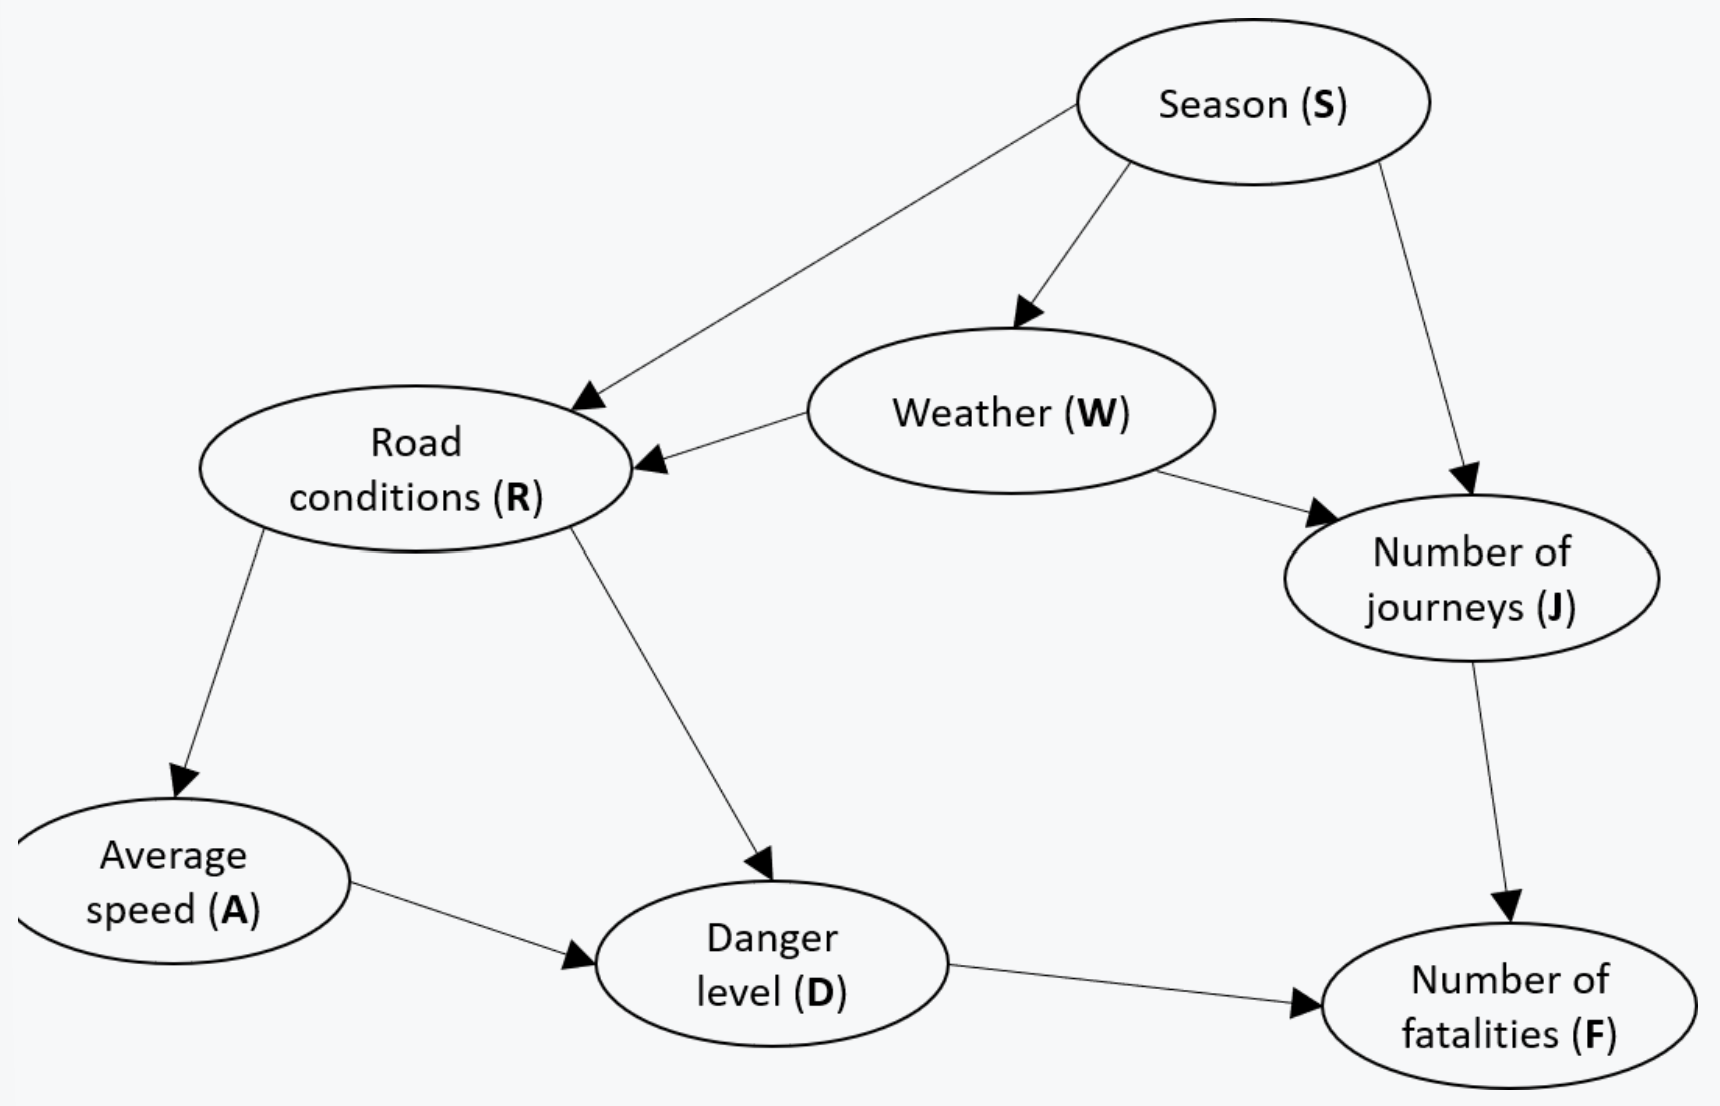 Season (S)
Weather (W)
Road
conditions (R)
Number of
journeys (J)
Average
speed (A)
Danger
level (D)
Number of
fatalities (F)